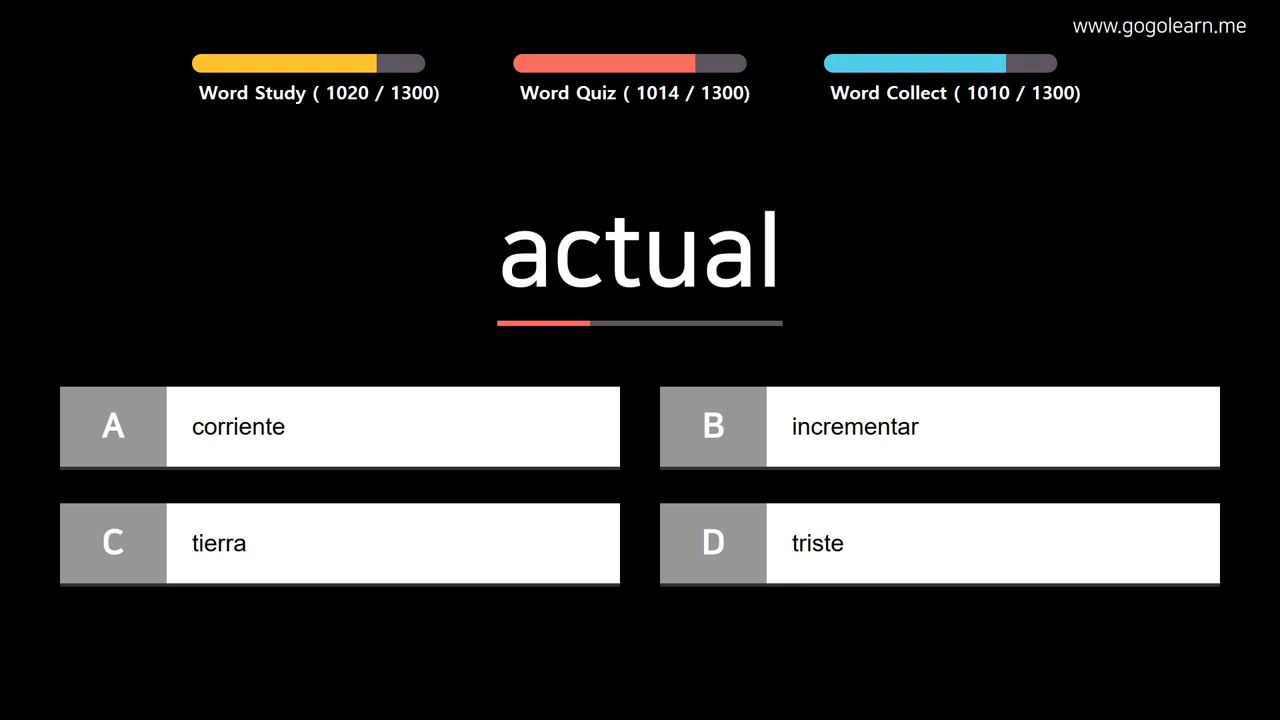 www.gogolearn.me
Word Study ( 1020 / 1300)
Word Quiz ( 1014 / 1300)
Word Collect ( 1010 / 1300)
actual
A corriente
B incrementar
C tierra
D triste